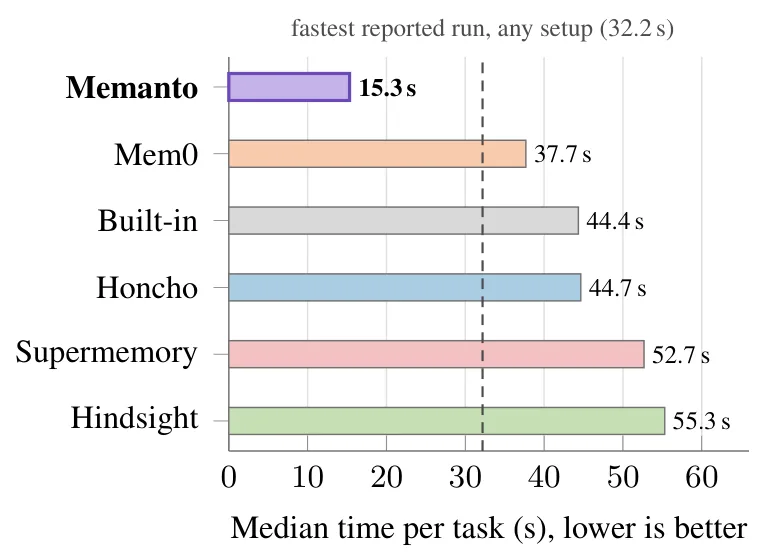 fastest reported run, any setup (32.2 s)
Memanto 15.3 s
Mem0 37.7 s
Built-in 44.4 s
Honcho 44.7 s
Supermemory 52.7 s
Hindsight 55.3 s
0 10 20 30 40 50 60
Median time per task (s), lower is better